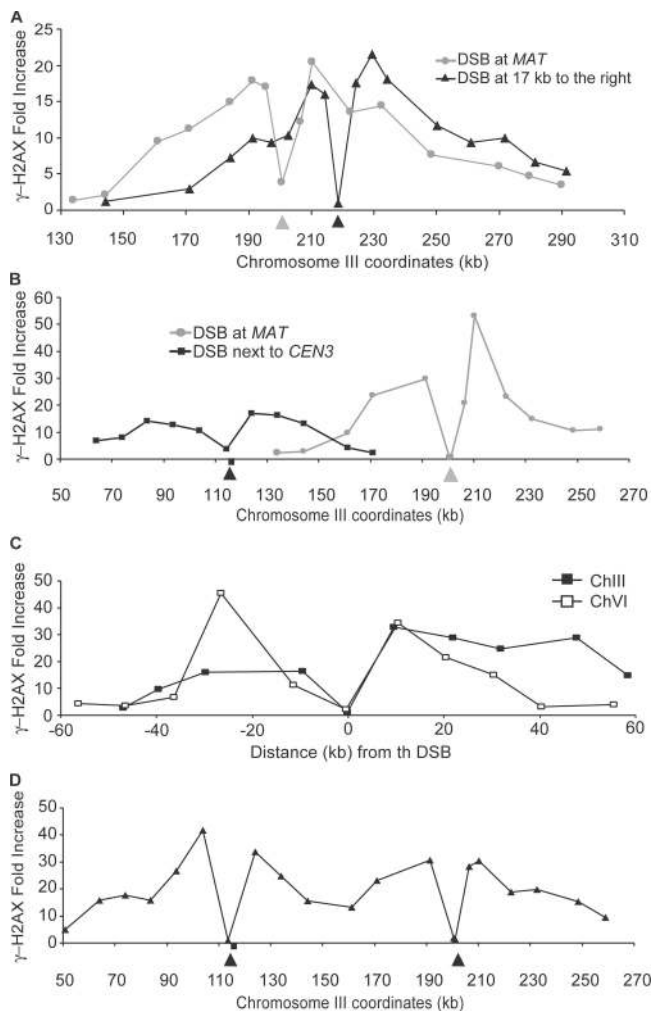 A
γ–H2AX Fold Increase
25
20
15
10
5
0
DSB at MAT
DSB at 17 kb to the right
130 150 170 190 210 230 250 270 290 310
Chromosome III coordinates (kb)
B
γ–H2AX Fold Increase
60
50
40
30
20
10
0
DSB at MAT
DSB next to CEN3
50 70 90 110 130 150 170 190 210 230 250 270
Chromosome III coordinates (kb)
C
γ–H2AX Fold Increase
50
40
30
20
10
0
ChIII
ChVI
-60 -40 -20 0 20 40 60
Distance (kb) from th DSB
D
γ–H2AX Fold Increase
50
40
30
20
10
0
50 70 90 110 130 150 170 190 210 230 250 270
Chromosome III coordinates (kb)